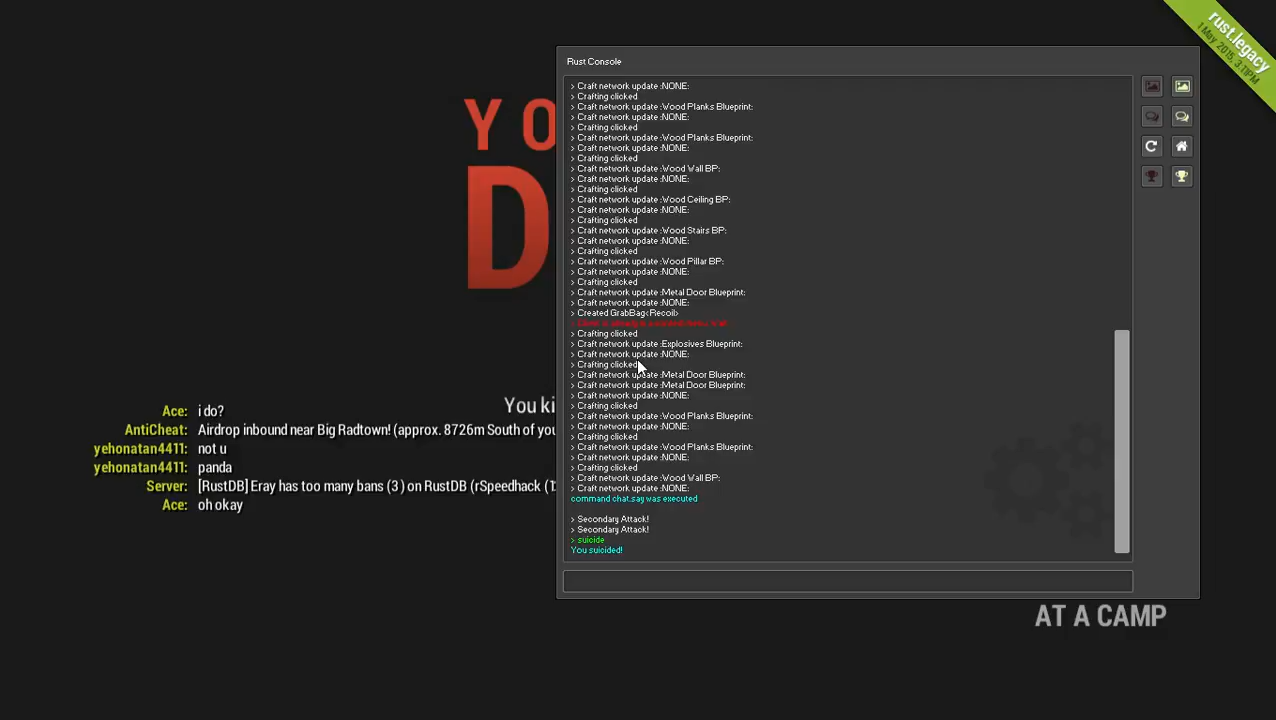 rust.legacy
1 May 2015, 3:11PM
Rust Console
YO
D
> Craft network update :NONE:
> Crafting clicked
> Craft network update :Wood Planks Blueprint:
> Craft network update :NONE:
> Crafting clicked
> Craft network update :Wood Planks Blueprint:
> Craft network update :NONE:
> Crafting clicked
> Craft network update :Wood Wall BP:
> Craft network update :NONE:
> Crafting clicked
> Craft network update :Wood Ceiling BP:
> Craft network update :NONE:
> Crafting clicked
> Craft network update :Wood Stairs BP:
> Craft network update :NONE:
> Crafting clicked
> Craft network update :Wood Pillar BP:
> Craft network update :NONE:
> Crafting clicked
> Craft network update :Metal Door Blueprint:
> Craft network update :NONE:
> Created GrabBag<Recoil>
> Crafting clicked
> Craft network update :Explosives Blueprint:
> Craft network update :NONE:
> Crafting clicked
> Craft network update :Metal Door Blueprint:
> Craft network update :Metal Door Blueprint:
> Craft network update :NONE:
> Crafting clicked
> Craft network update :Wood Planks Blueprint:
> Craft network update :NONE:
> Crafting clicked
> Craft network update :Wood Planks Blueprint:
> Craft network update :NONE:
> Crafting clicked
> Craft network update :Wood Wall BP:
> Craft network update :NONE:
command chat.say was executed
> Secondary Attack!
> Secondary Attack!
> suicide
You suicided!
You ki
Ace: i do?
AntiCheat: Airdrop inbound near Big Radtown! (approx. 8726m South of you
yehonatan4411: not u
yehonatan4411: panda
Server: [RustDB] Eray has too many bans (3) on RustDB (rSpeedhack (1
Ace: oh okay
AT A CAMP